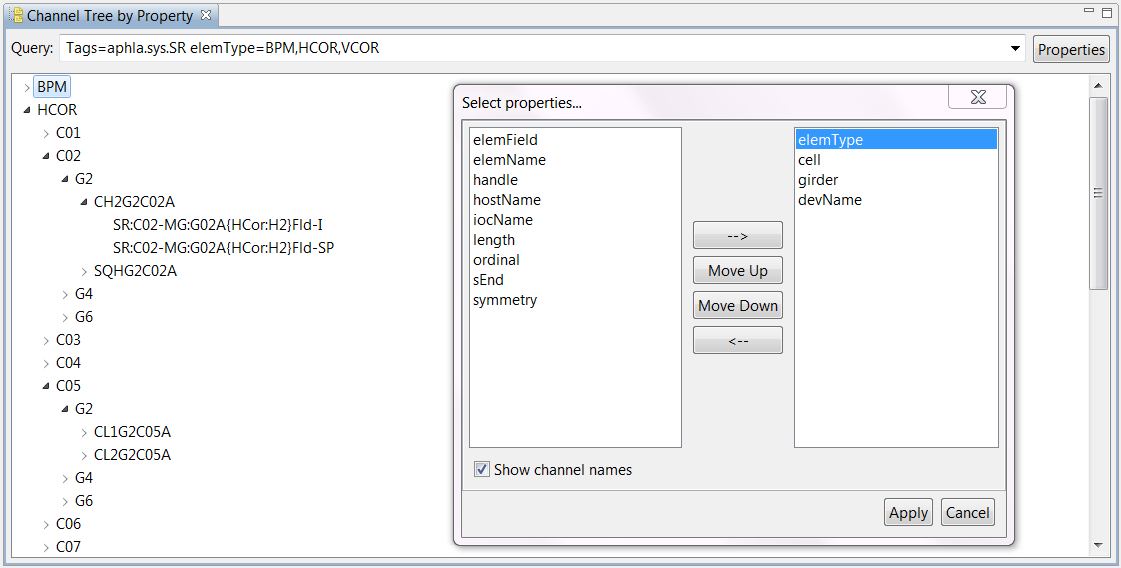 Channel Tree by Property
Query: Tags=aphla.sys.SR elemType=BPM,HCOR,VCOR Properties
BPM
HCOR
C01
C02
G2
CH2G2C02A
SR:C02-MG:G02A{HCor:H2}Fld-I
SR:C02-MG:G02A{HCor:H2}Fld-SP
SQHG2C02A
G4
G6
C03
C04
C05
G2
CL1G2C05A
CL2G2C05A
G4
G6
C06
C07
Select properties...
elemField
elemName
handle
hostName
iocName
length
ordinal
sEnd
symmetry
-->
Move Up
Move Down
<--
elemType
cell
girder
devName
Show channel names
Apply Cancel